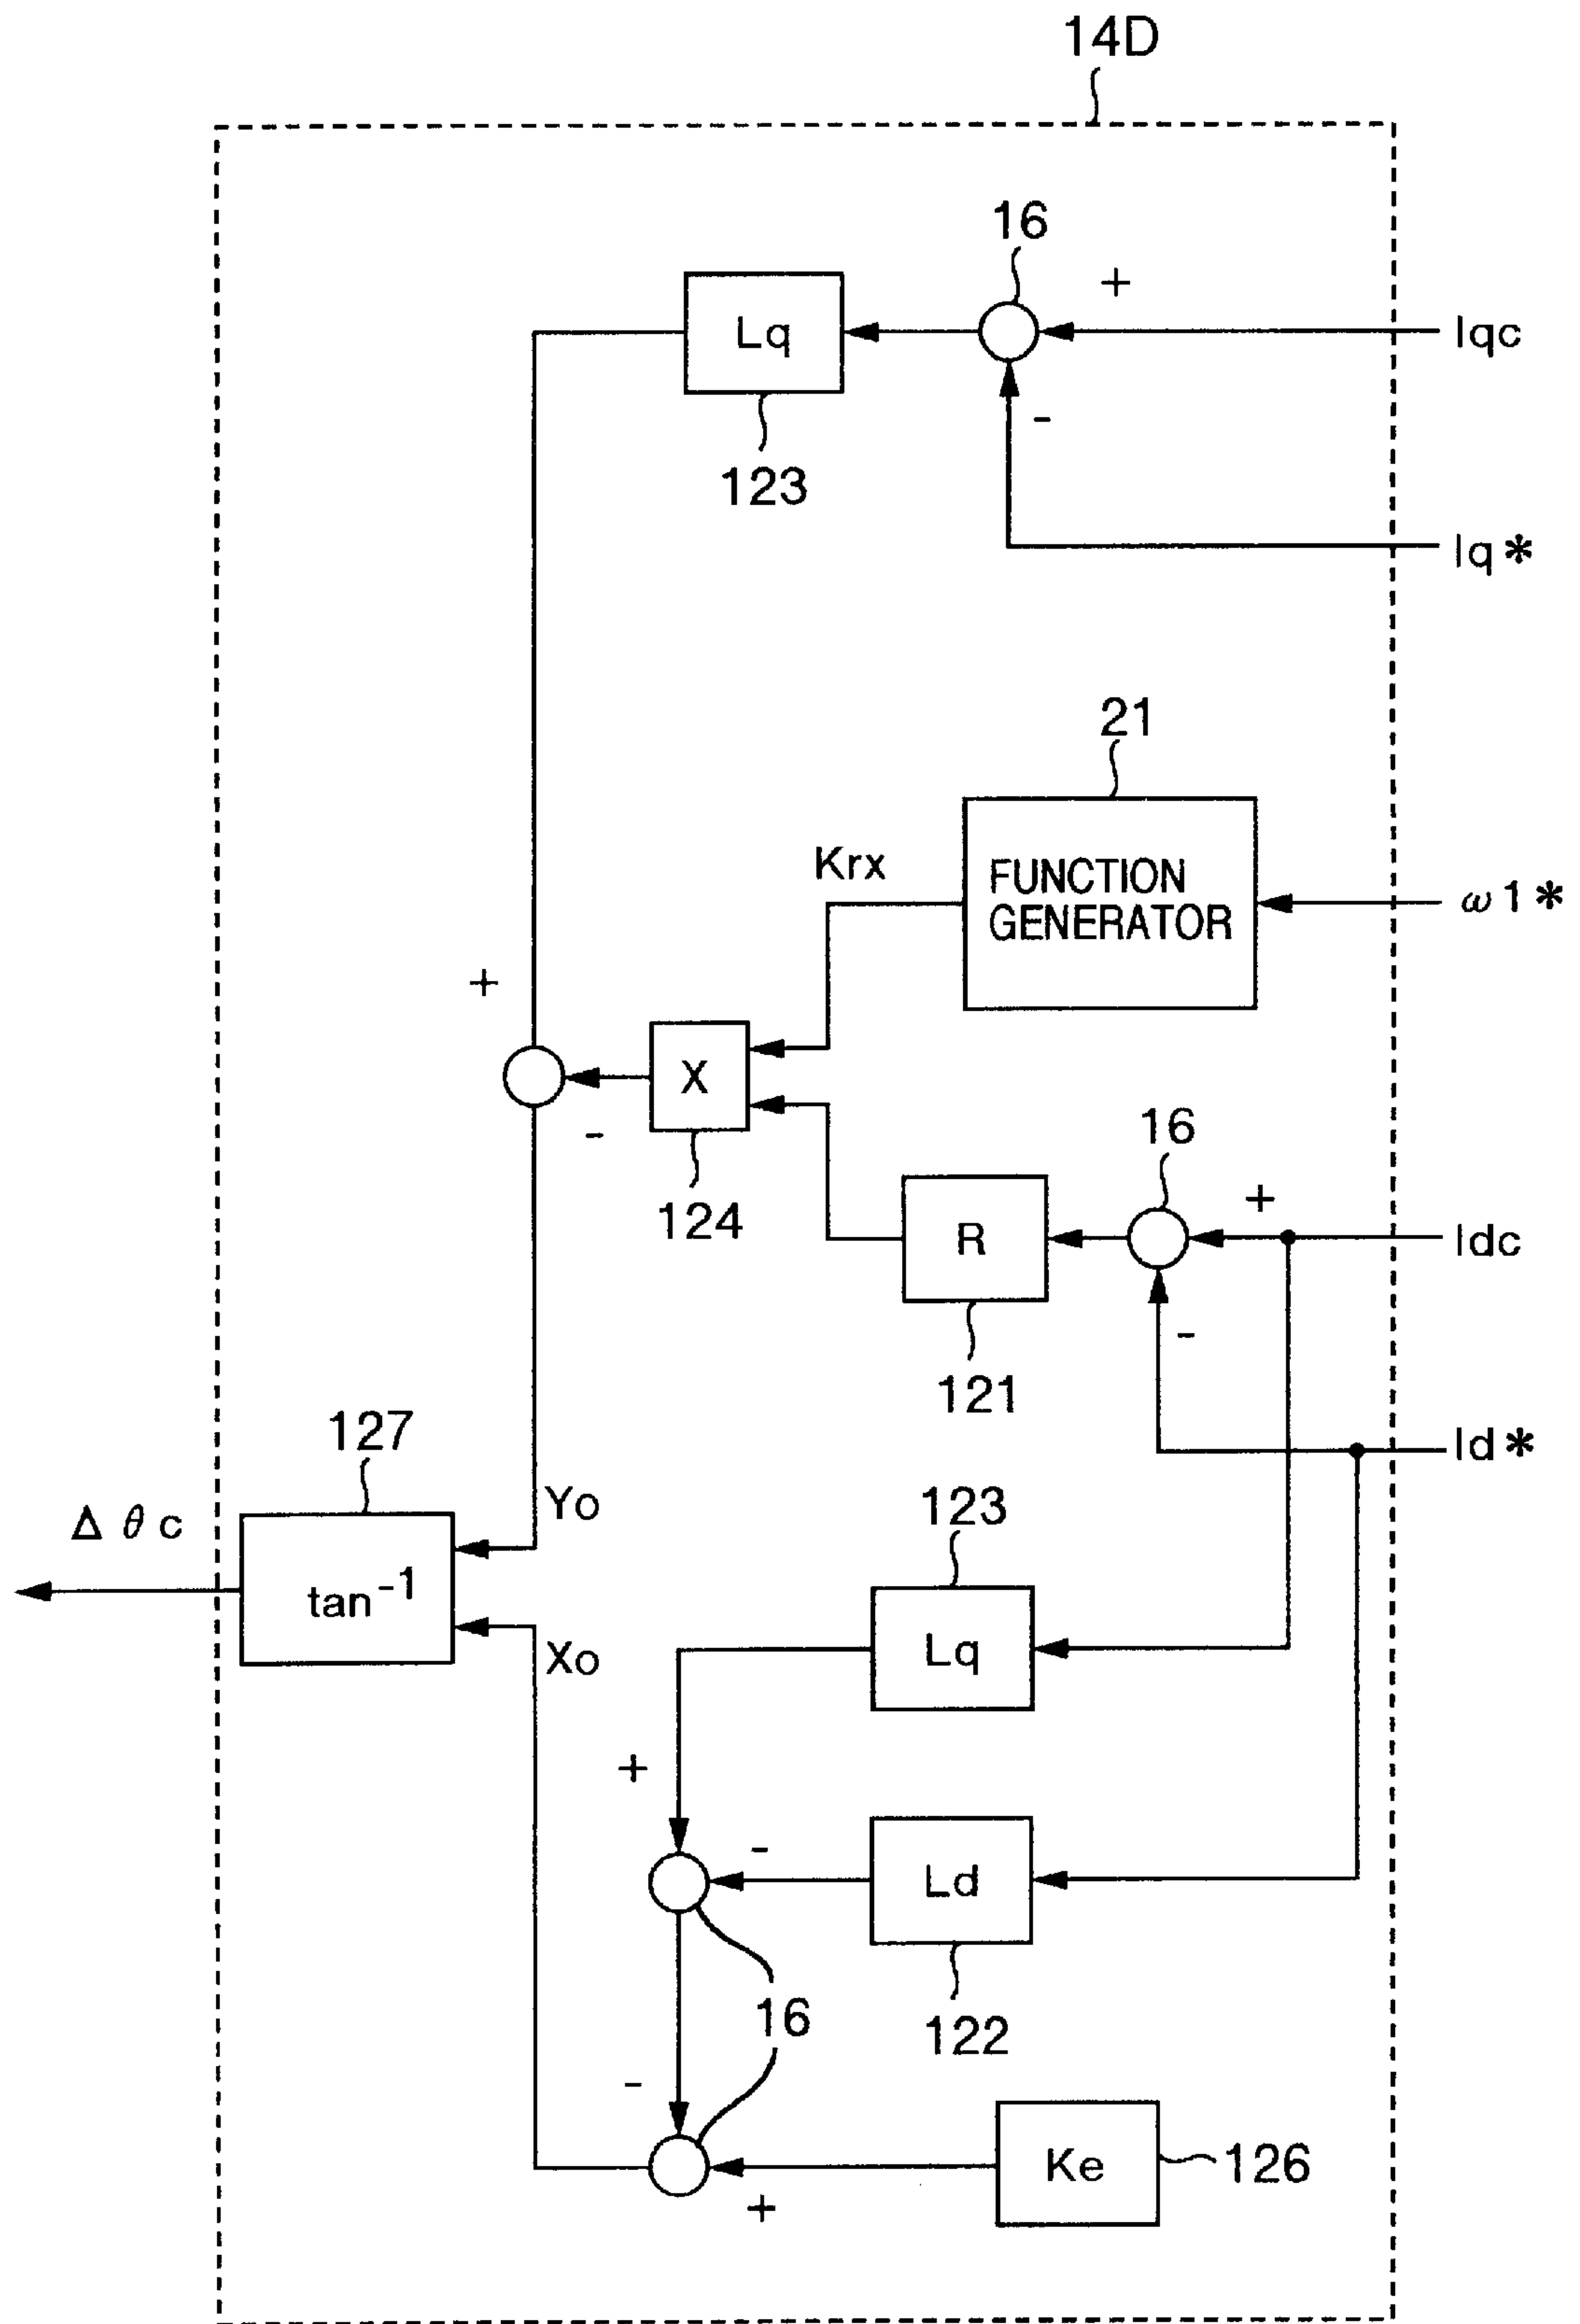 14D
16
+
Lq
Iqc
-
123
Iq*
21
Krx
FUNCTION
GENERATOR
ω1*
+
X
-
124
16
+
R
Idc
-
121
127
Id*
Δθc
Yo
123
tan⁻¹
Xo
Lq
+
-
Ld
16
122
-
Ke
126
+